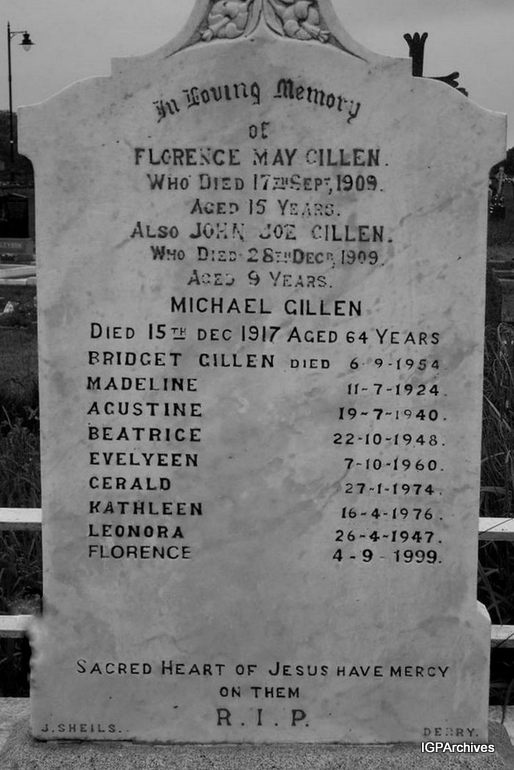 In Loving Memory
of
FLORENCE MAY GILLEN.
WHO DIED 17TH SEPT, 1909.
AGED 15 YEARS.
ALSO JOHN JOE GILLEN.
WHO DIED 28TH DECR, 1909.
AGED 9 YEARS.
MICHAEL GILLEN
DIED 15TH DEC 1917 AGED 64 YEARS
BRIDGET GILLEN DIED 6-9-1954
MADELINE 11-7-1924
AGUSTINE 19-7-1940.
BEATRICE 22-10-1948.
EVELYEEN 7-10-1960.
GERALD 27-1-1974.
KATHLEEN 16-4-1976.
LEONORA 26-4-1947.
FLORENCE 4-9-1999.
SACRED HEART OF JESUS HAVE MERCY
ON THEM
R.I.P.
J. SHEILS.. DERRY.
IGPArchives